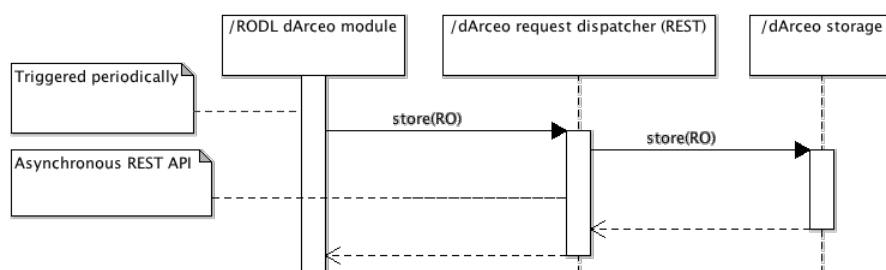 /RODL dArceo module
/dArceo request dispatcher (REST)
/dArceo storage
Triggered periodically
store(RO)
store(RO)
Asynchronous REST API